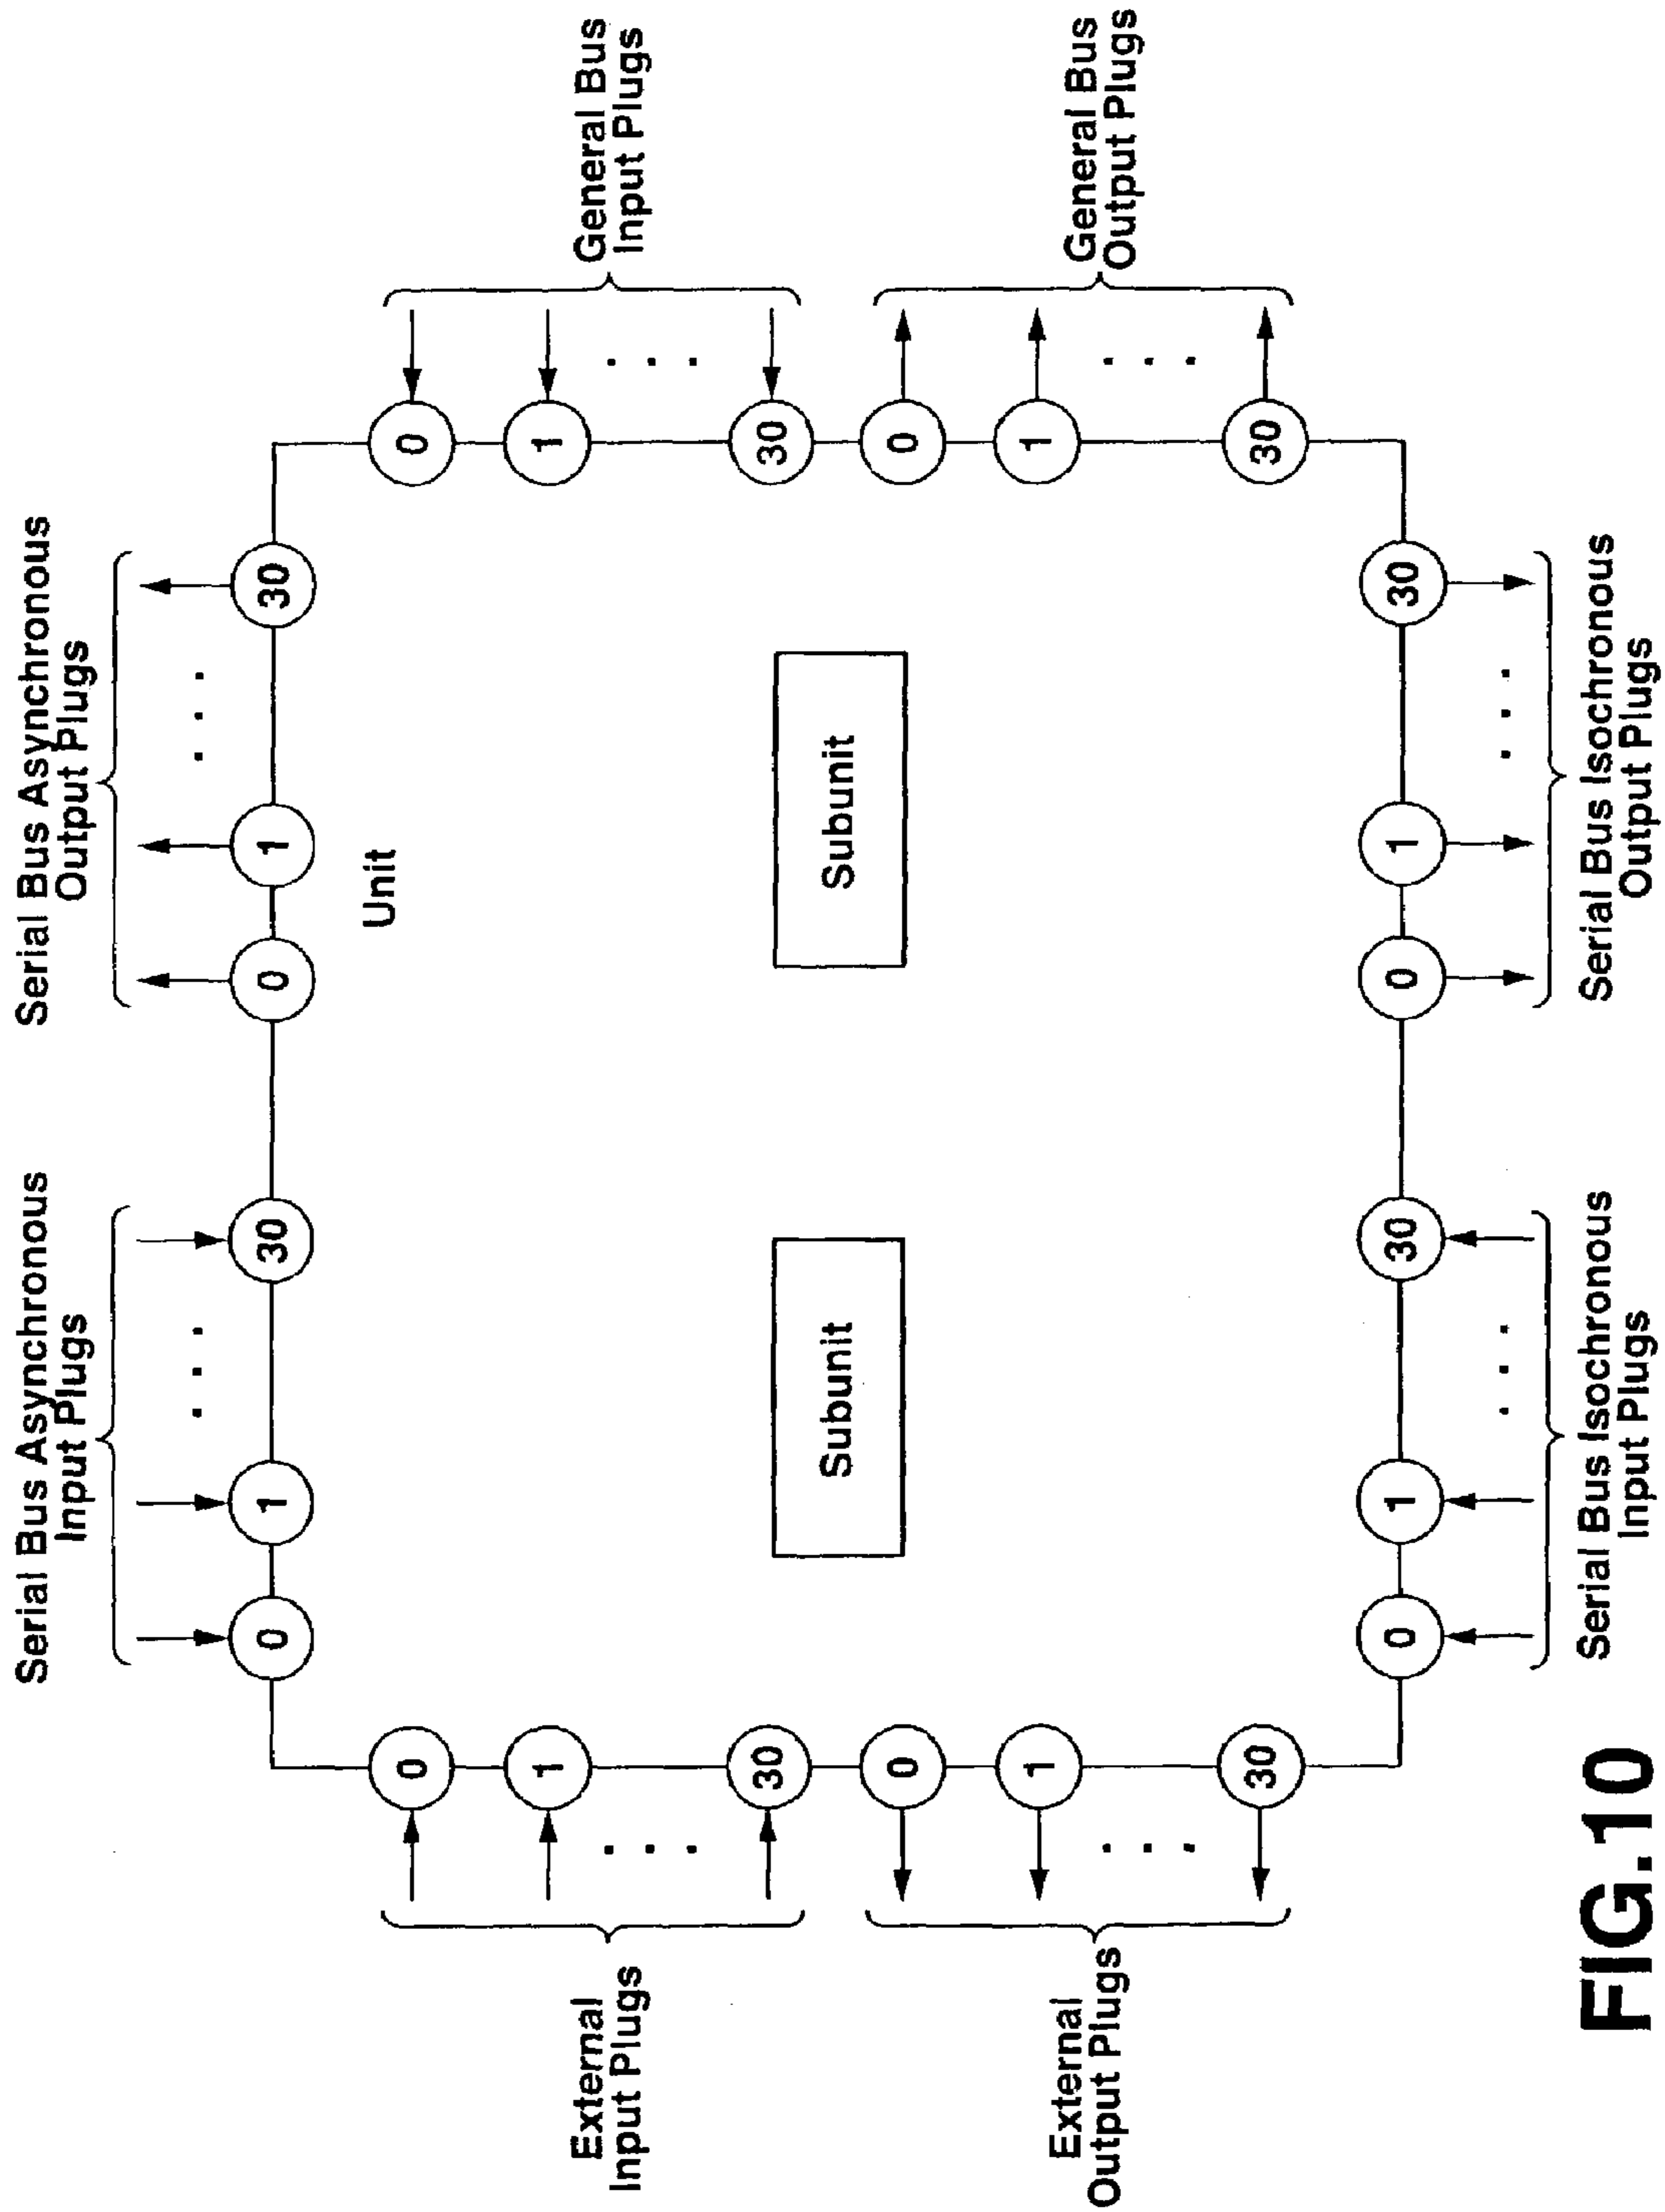 Serial Bus Asynchronous
Input Plugs
Serial Bus Asynchronous
Output Plugs
0
1
. . .
30
0
1
. . .
30
Unit
External
Input Plugs
0
1
. . .
30
General Bus
Input Plugs
0
1
. . .
30
Subunit
Subunit
External
Output Plugs
0
1
. . .
30
General Bus
Output Plugs
0
1
. . .
30
0
1
. . .
30
0
1
. . .
30
Serial Bus Isochronous
Input Plugs
Serial Bus Isochronous
Output Plugs
FIG.10